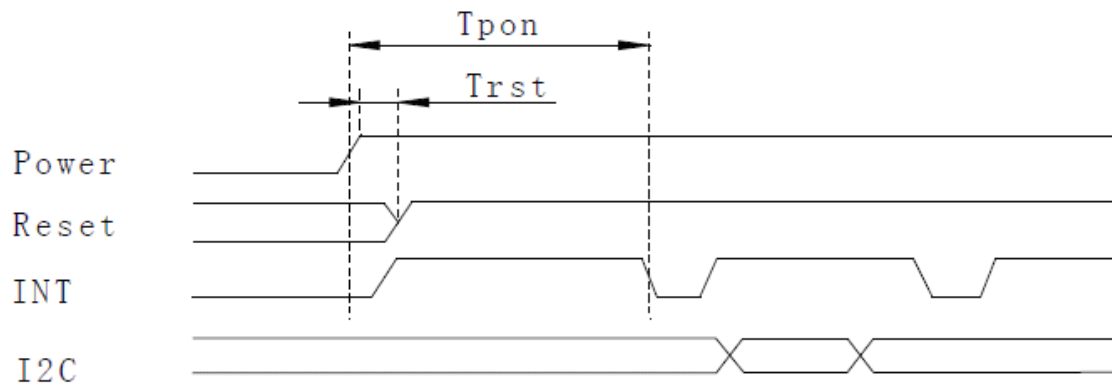 Tpon
Trst
Power
Reset
INT
I2C